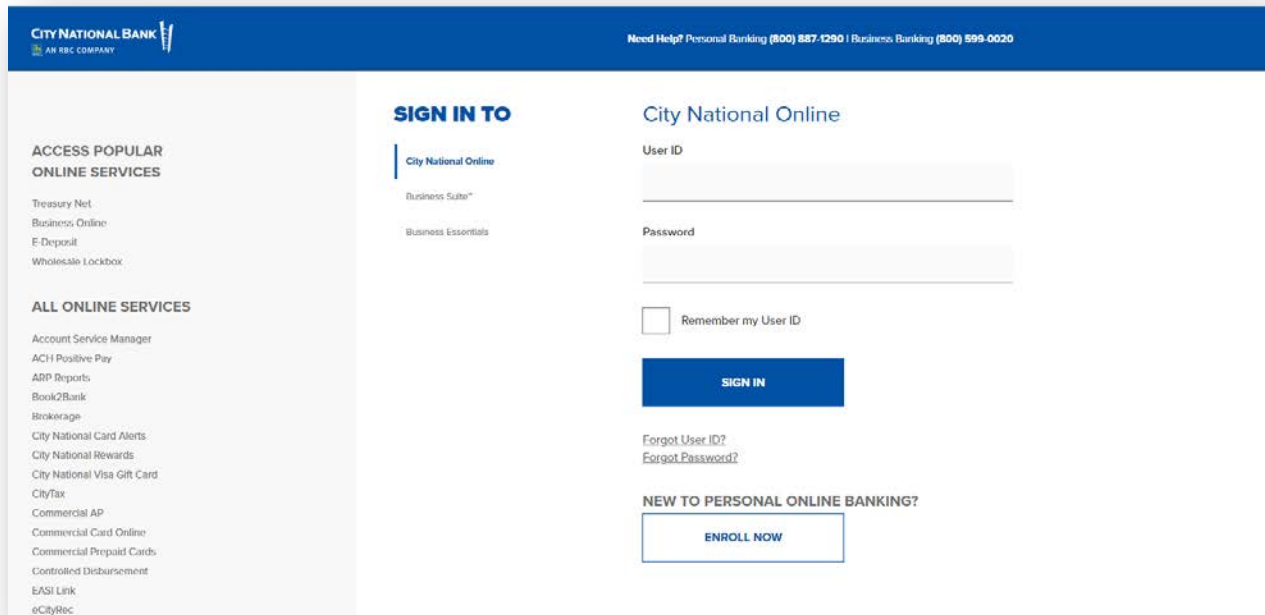 CITY NATIONAL BANK
AN RBC COMPANY
Need Help? Personal Banking (800) 887-1290 | Business Banking (800) 599-0020
ACCESS POPULAR
ONLINE SERVICES
Treasury Net
Business Online
E-Deposit
Wholesale Lockbox
ALL ONLINE SERVICES
Account Service Manager
ACH Positive Pay
ARP Reports
Book2Bank
Brokerage
City National Card Alerts
City National Rewards
City National Visa Gift Card
CityTax
Commercial AP
Commercial Card Online
Commercial Prepaid Cards
Controlled Disbursement
EASI Link
eCityRec
SIGN IN TO
City National Online
Business Suite™
Business Essentials
City National Online
User ID
Password
Remember my User ID
SIGN IN
Forgot User ID?
Forgot Password?
NEW TO PERSONAL ONLINE BANKING?
ENROLL NOW